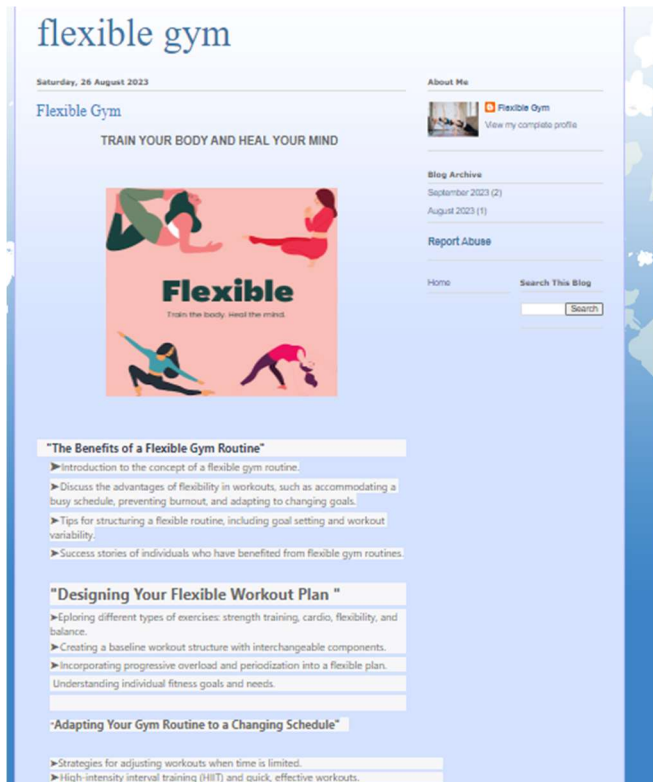 flexible gym
Saturday, 26 August 2023
Flexible Gym
TRAIN YOUR BODY AND HEAL YOUR MIND
Flexible
Train the body. Heal the mind.
"The Benefits of a Flexible Gym Routine"
➤Introduction to the concept of a flexible gym routine.
➤Discuss the advantages of flexibility in workouts, such as accommodating a
busy schedule, preventing burnout, and adapting to changing goals.
➤Tips for structuring a flexible routine, including goal setting and workout
variability.
➤Success stories of individuals who have benefited from flexible gym routines.
"Designing Your Flexible Workout Plan "
➤Eploring different types of exercises: strength training, cardio, flexibility, and
balance.
➤Creating a baseline workout structure with interchangeable components.
➤Incorporating progressive overload and periodization into a flexible plan.
Understanding individual fitness goals and needs.
"Adapting Your Gym Routine to a Changing Schedule"
➤Strategies for adjusting workouts when time is limited.
➤High-intensity interval training (HIIT) and quick, effective workouts.
About Me
Flexible Gym
View my complete profile
Blog Archive
September 2023 (2)
August 2023 (1)
Report Abuse
Home
Search This Blog
Search